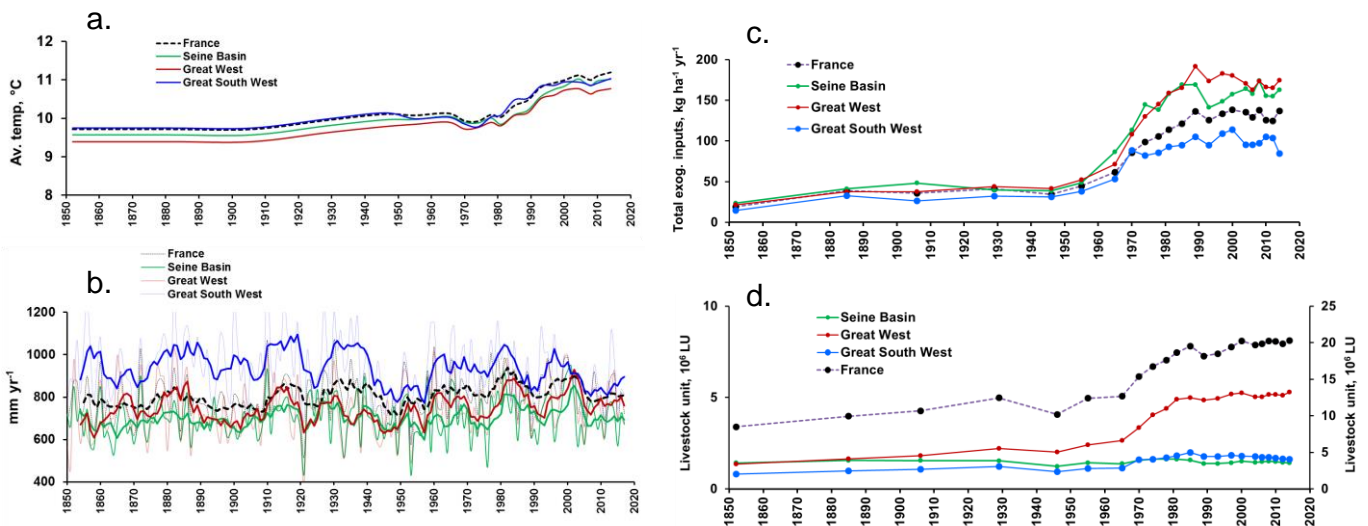 a.
Av. temp, °C
12
11
10
9
8
France
Seine Basin
Great West
Great South West
1850 1860 1870 1880 1890 1900 1910 1920 1930 1940 1950 1960 1970 1980 1990 2000 2010 2020
b.
France
Seine Basin
Great West
Great South West
mm yr-1
1200
1000
800
600
400
1850 1860 1870 1880 1890 1900 1910 1920 1930 1940 1950 1960 1970 1980 1990 2000 2010 2020
c.
Total exog. inputs, kg ha-1 yr-1
200
150
100
50
0
France
Seine Basin
Great West
Great South West
1850 1860 1870 1880 1890 1900 1910 1920 1930 1940 1950 1960 1970 1980 1990 2000 2010 2020
d.
Livestock unit, 10⁶ LU
10
5
0
Seine Basin
Great West
Great South West
France
25
20
15
10
5
0
Livestock unit, 10⁶ LU
1850 1860 1870 1880 1890 1900 1910 1920 1930 1940 1950 1960 1970 1980 1990 2000 2010 2020